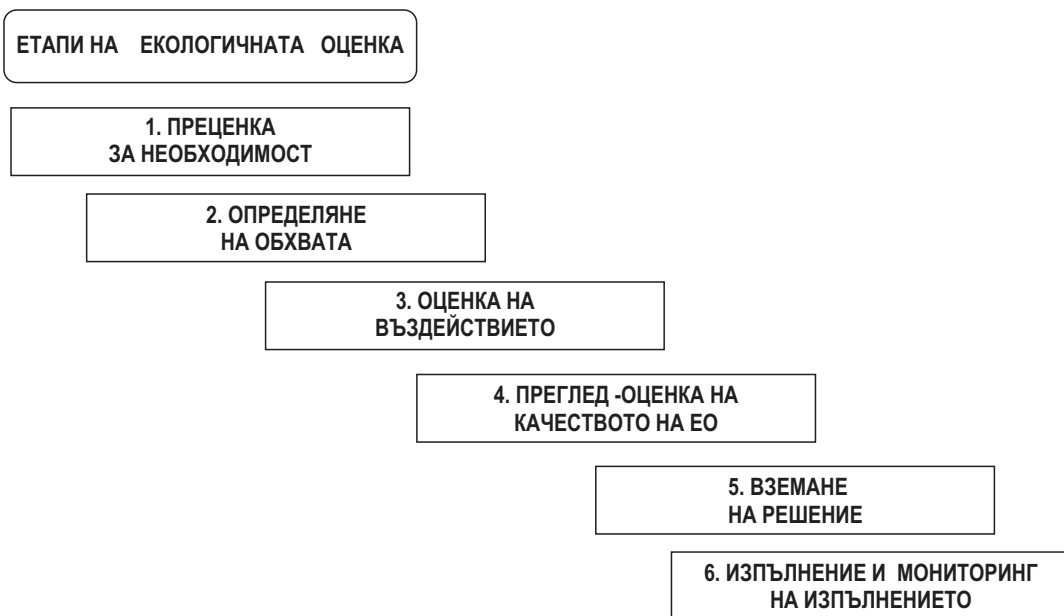 ЕТАПИ НА ЕКОЛОГИЧНАТА ОЦЕНКА
1. ПРЕЦЕНКА
ЗА НЕОБХОДИМОСТ
2. ОПРЕДЕЛЯНЕ
НА ОБХВАТА
3. ОЦЕНКА НА
ВЪЗДЕЙСТВИЕТО
4. ПРЕГЛЕД -ОЦЕНКА НА
КАЧЕСТВОТО НА ЕО
5. ВЗЕМАНЕ
НА РЕШЕНИЕ
6. ИЗПЪЛНЕНИЕ И МОНИТОРИНГ
НА ИЗПЪЛНЕНИЕТО